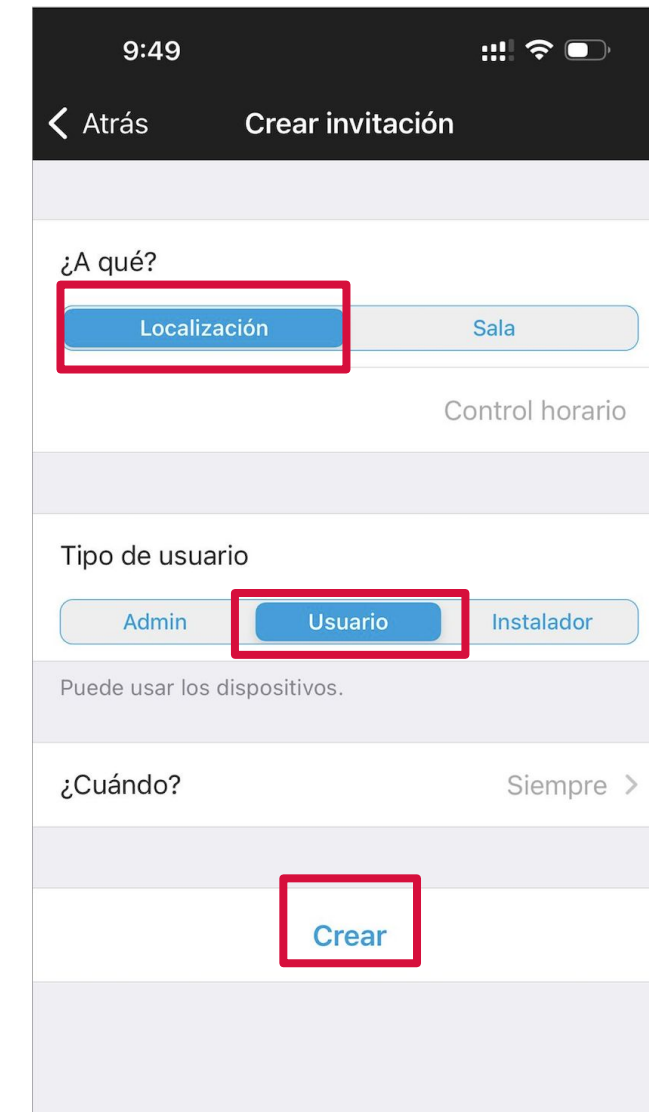 9:49
Atrás Crear invitación
¿A qué?
Localización Sala
Control horario
Tipo de usuario
Admin Usuario Instalador
Puede usar los dispositivos.
¿Cuándo? Siempre
Crear